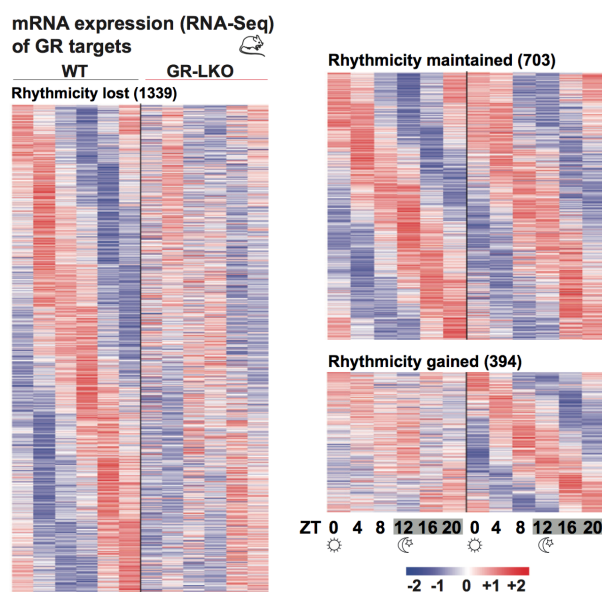 mRNA expression (RNA-Seq)
of GR targets
WT GR-LKO
Rhythmicity lost (1339)
Rhythmicity maintained (703)
Rhythmicity gained (394)
ZT 0 4 8 12 16 20 0 4 8 12 16 20
-2 -1 0 +1 +2